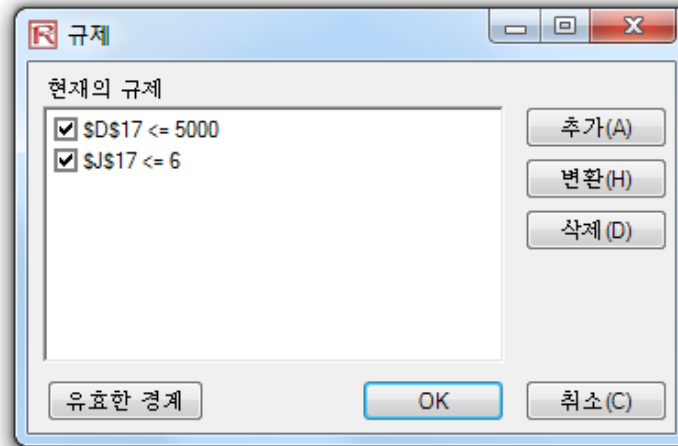 규제
현재의 규제
$D$17 <= 5000
$J$17 <= 6
추가(A)
변환(H)
삭제(D)
유효한 경계
OK
취소(C)